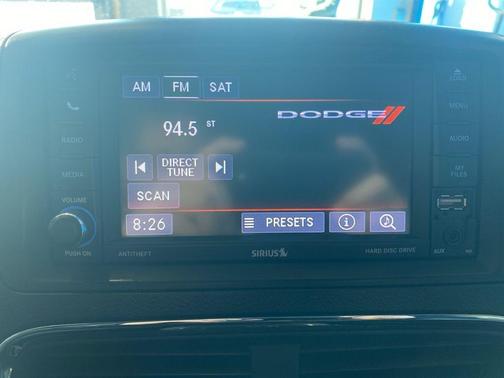 AM FM SAT
LOAD
DODGE
MENU
94.5 ST
RADIO
AUDIO
DIRECT
TUNE
MEDIA
MY
FILES
SCAN
VOLUME
8:26 PRESETS
PUSH ON
ANTITHEFT
SIRIUS
HARD DISC DRIVE
AUX